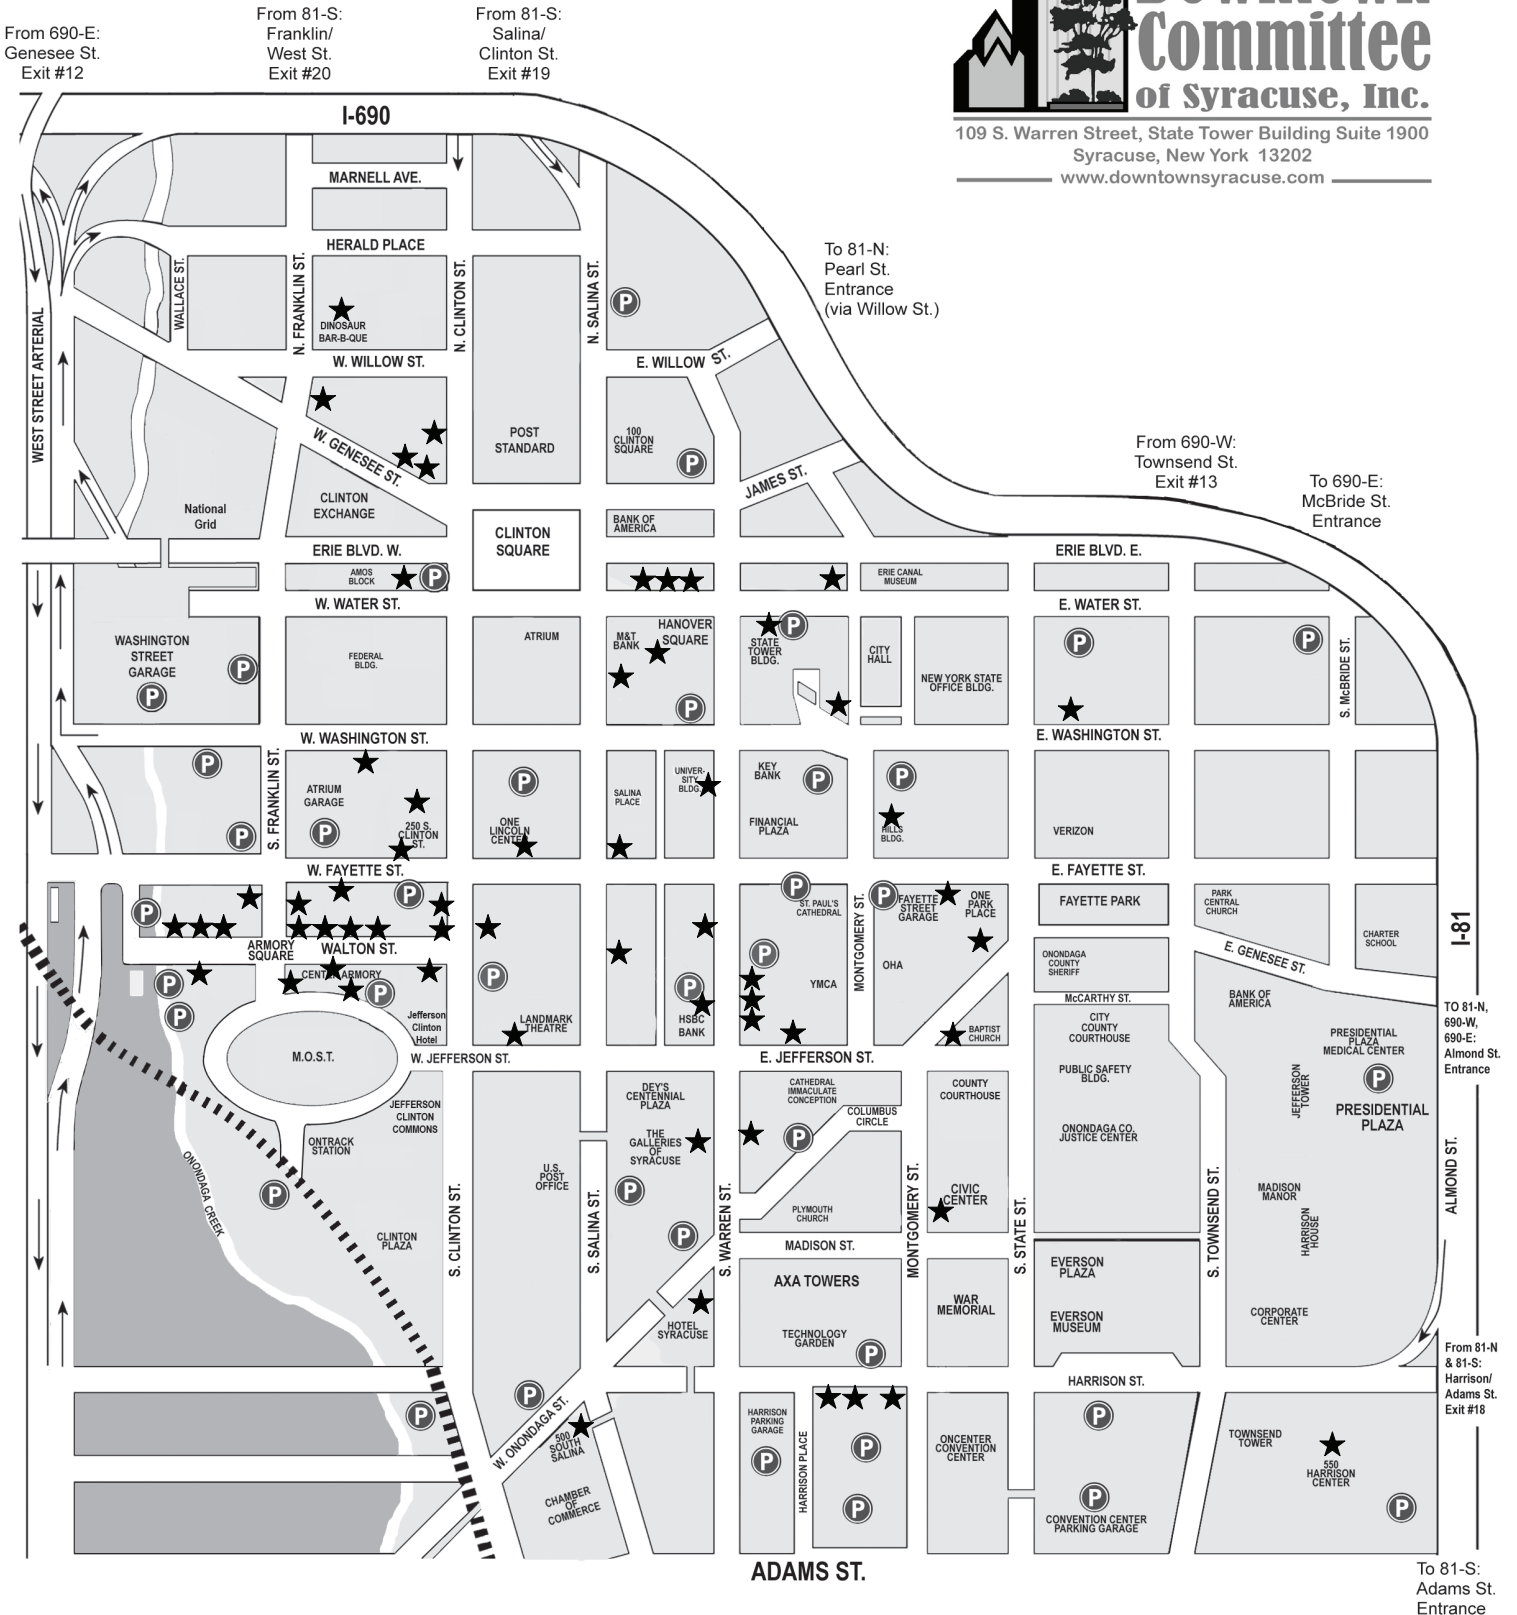 From 690-E:
Genesee St.
Exit #12
From 81-S:
Franklin/
West St.
Exit #20
From 81-S:
Salina/
Clinton St.
Exit #19
Downtown
Committee
of Syracuse, Inc.
109 S. Warren Street, State Tower Building Suite 1900
Syracuse, New York 13202
www.downtownsyracuse.com
I-690
MARNELL AVE.
HERALD PLACE
To 81-N:
Pearl St.
Entrance
(via Willow St.)
WALLACE ST.
N. FRANKLIN ST.
N. CLINTON ST.
N. SALINA ST.
P
DINOSAUR
BAR-B-QUE
WEST STREET ARTERIAL
W. WILLOW ST.
E. WILLOW ST.
W. GENESEE ST.
POST
STANDARD
100
CLINTON
SQUARE
P
JAMES ST.
From 690-W:
Townsend St.
Exit #13
To 690-E:
McBride St.
Entrance
National
Grid
CLINTON
EXCHANGE
CLINTON
SQUARE
BANK OF
AMERICA
ERIE BLVD. W.
ERIE BLVD. E.
AMOS
BLOCK
P
ERIE CANAL
MUSEUM
W. WATER ST.
E. WATER ST.
WASHINGTON
STREET
GARAGE
P
P
FEDERAL
BLDG.
ATRIUM
M&T
BANK
HANOVER
SQUARE
P
STATE
TOWER
BLDG.
P
CITY
HALL
NEW YORK STATE
OFFICE BLDG.
P
P
S. McBRIDE ST.
W. WASHINGTON ST.
E. WASHINGTON ST.
P
P
S. FRANKLIN ST.
ATRIUM
GARAGE
P
250 S.
CLINTON
ST.
P
ONE
LINCOLN
CENTER
SALINA
PLACE
UNIVER-
SITY
BLDG.
KEY
BANK
P
FINANCIAL
PLAZA
P
HILLS
BLDG.
VERIZON
W. FAYETTE ST.
E. FAYETTE ST.
P
P
ARMORY
SQUARE
WALTON ST.
P
ST. PAUL'S
CATHEDRAL
MONTGOMERY ST.
P
FAYETTE
STREET
GARAGE
ONE
PARK
PLACE
FAYETTE PARK
PARK
CENTRAL
CHURCH
CHARTER
SCHOOL
I-81
P
P
CENTER ARMORY
P
Jefferson
Clinton
Hotel
P
LANDMARK
THEATRE
P
HSBC
BANK
P
YMCA
OHA
BAPTIST
CHURCH
ONONDAGA
COUNTY
SHERIFF
E. GENESEE ST.
McCARTHY ST.
BANK OF
AMERICA
TO 81-N,
690-W,
690-E:
Almond St.
Entrance
M.O.S.T.
W. JEFFERSON ST.
E. JEFFERSON ST.
CITY
COUNTY
COURTHOUSE
PRESIDENTIAL
PLAZA
MEDICAL CENTER
P
PRESIDENTIAL
PLAZA
JEFFERSON
TOWER
JEFFERSON
CLINTON
COMMONS
ONTRACK
STATION
P
ONONDAGA CREEK
CLINTON
PLAZA
S. CLINTON ST.
U.S.
POST
OFFICE
S. SALINA ST.
DEY'S
CENTENNIAL
PLAZA
THE
GALLERIES
OF
SYRACUSE
P
P
S. WARREN ST.
CATHEDRAL
IMMACULATE
CONCEPTION
COLUMBUS
CIRCLE
P
PLYMOUTH
CHURCH
MADISON ST.
MONTGOMERY ST.
COUNTY
COURTHOUSE
CIVIC
CENTER
S. STATE ST.
PUBLIC SAFETY
BLDG.
ONONDAGA CO.
JUSTICE CENTER
S. TOWNSEND ST.
MADISON
MANOR
HARRISON
HOUSE
ALMOND ST.
AXA TOWERS
TECHNOLOGY
GARDEN
P
WAR
MEMORIAL
EVERSON
PLAZA
EVERSON
MUSEUM
CORPORATE
CENTER
HOTEL
SYRACUSE
From 81-N
& 81-S:
Harrison/
Adams St.
Exit #18
HARRISON ST.
P
P
W. ONONDAGA ST.
500
SOUTH
SALINA
CHAMBER
OF
COMMERCE
HARRISON
PARKING
GARAGE
P
HARRISON PLACE
P
P
ONCENTER
CONVENTION
CENTER
P
P
CONVENTION CENTER
PARKING GARAGE
TOWNSEND
TOWER
550
HARRISON
CENTER
P
ADAMS ST.
To 81-S:
Adams St.
Entrance